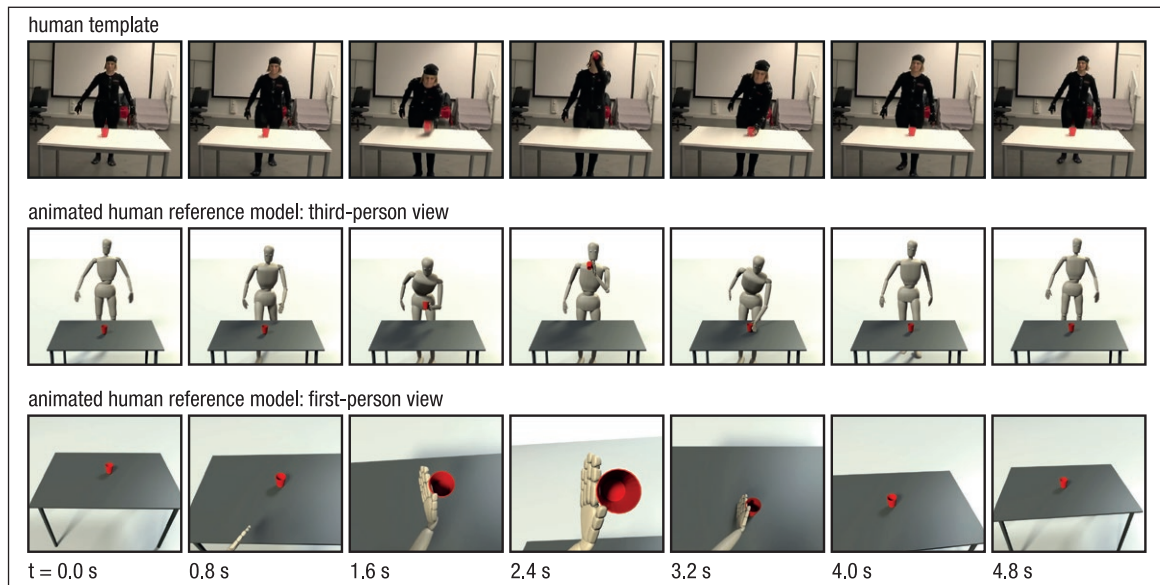 human template
animated human reference model: third-person view
animated human reference model: first-person view
t = 0.0 s 0.8 s 1.6 s 2.4 s 3.2 s 4.0 s 4.8 s